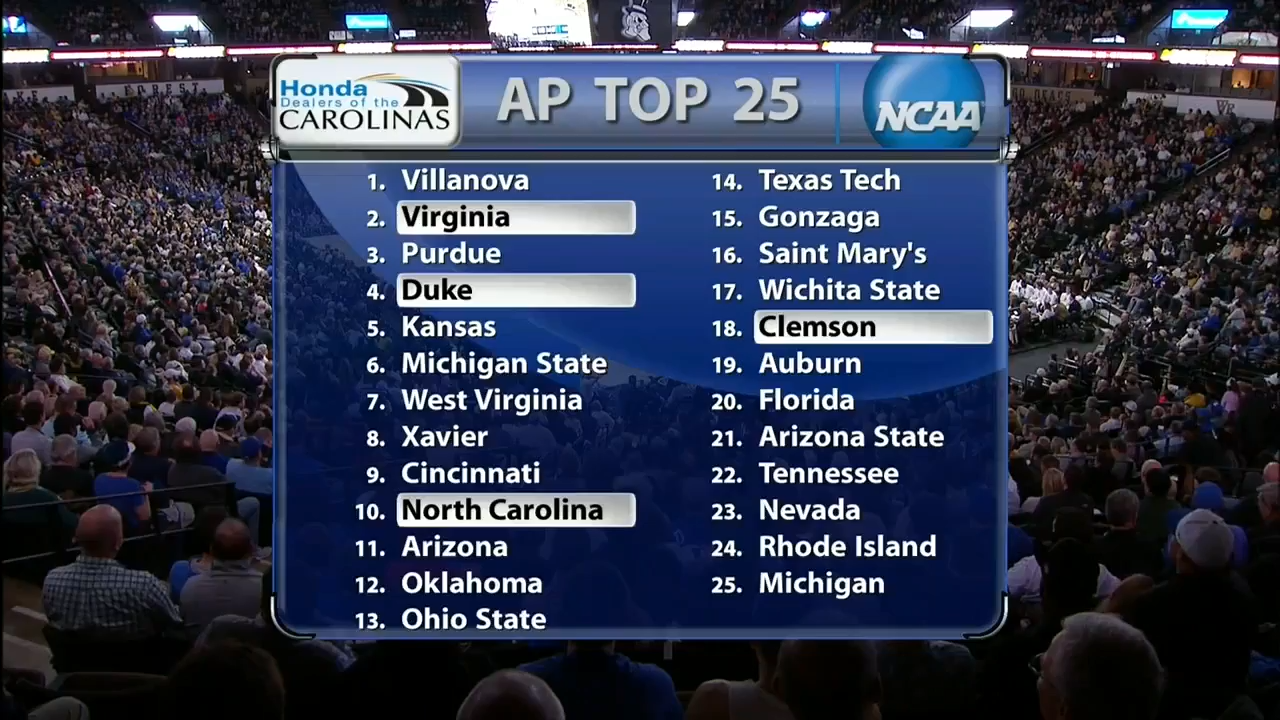 Honda
Dealers of the
CAROLINAS
AP TOP 25
NCAA
1. Villanova
2. Virginia
3. Purdue
4. Duke
5. Kansas
6. Michigan State
7. West Virginia
8. Xavier
9. Cincinnati
10. North Carolina
11. Arizona
12. Oklahoma
13. Ohio State
14. Texas Tech
15. Gonzaga
16. Saint Mary's
17. Wichita State
18. Clemson
19. Auburn
20. Florida
21. Arizona State
22. Tennessee
23. Nevada
24. Rhode Island
25. Michigan